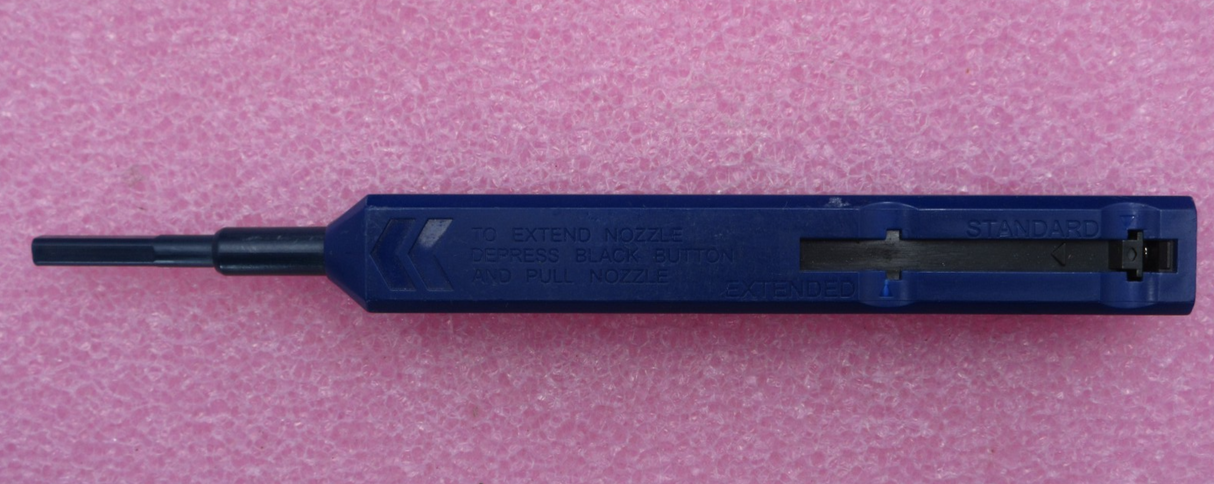 TO EXTEND NOZZLE
DEPRESS BLACK BUTTON
AND PULL NOZZLE
STANDARD
EXTENDED